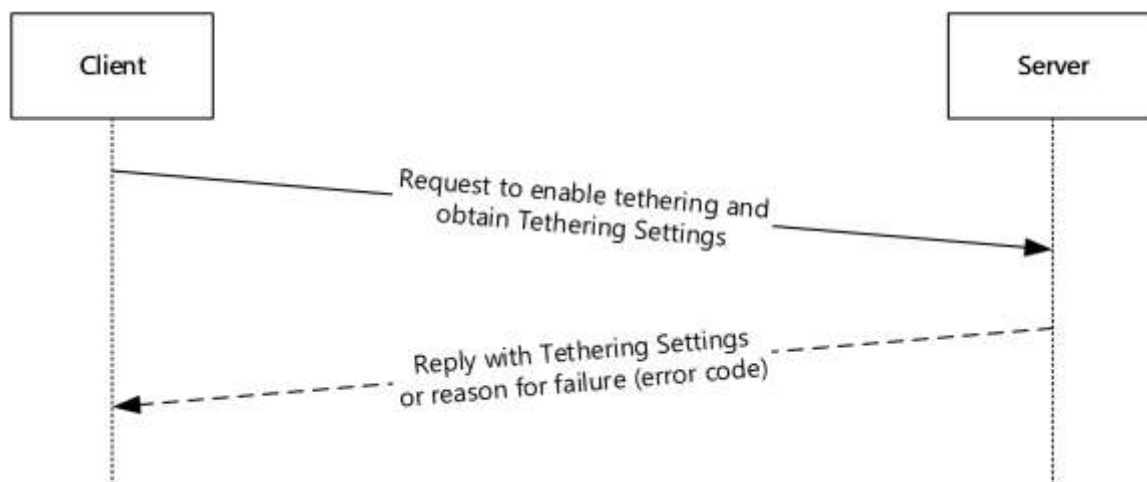 Client
Server
Request to enable tethering and
obtain Tethering Settings
Reply with Tethering Settings
or reason for failure (error code)